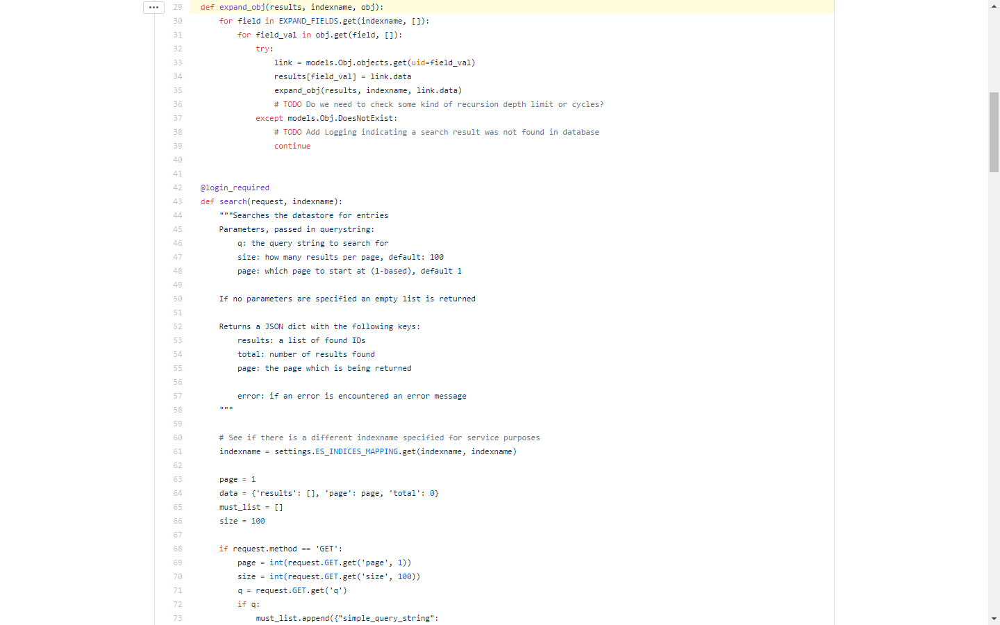 29 def expand_obj(results, indexname, obj):
30     for field in EXPAND_FIELDS.get(indexname, []):
31         for field_val in obj.get(field, []):
32             try:
33                 link = models.Obj.objects.get(uid=field_val)
34                 results[field_val] = link.data
35                 expand_obj(results, indexname, link.data)
36                 # TODO Do we need to check some kind of recursion depth limit or cycles?
37             except models.Obj.DoesNotExist:
38                 # TODO Add Logging indicating a search result was not found in database
39                 continue
40
41
42 @login_required
43 def search(request, indexname):
44     """Searches the datastore for entries
45     Parameters, passed in querystring:
46         q: the query string to search for
47         size: how many results per page, default: 100
48         page: which page to start at (1-based), default 1
49
50     If no parameters are specified an empty list is returned
51
52     Returns a JSON dict with the following keys:
53         results: a list of found IDs
54         total: number of results found
55         page: the page which is being returned
56
57         error: if an error is encountered an error message
58     """
59
60     # See if there is a different indexname specified for service purposes
61     indexname = settings.ES_INDICES_MAPPING.get(indexname, indexname)
62
63     page = 1
64     data = {'results': [], 'page': page, 'total': 0}
65     must_list = []
66     size = 100
67
68     if request.method == 'GET':
69         page = int(request.GET.get('page', 1))
70         size = int(request.GET.get('size', 100))
71         q = request.GET.get('q')
72         if q:
73             must_list.append({"simple_query_string":